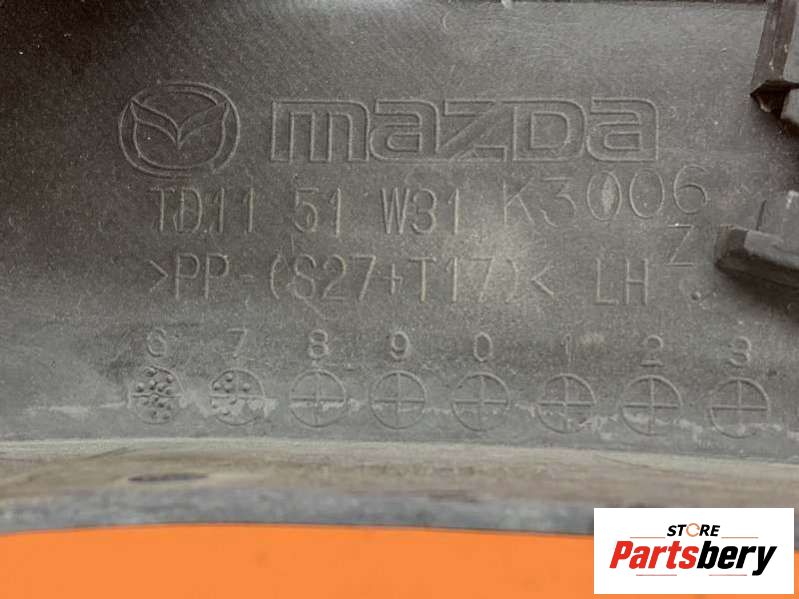 mazda
TD11 51 W31 K3006
Z
>PP-(S27+T17)< LH
6 7 8 9 0 1 2 3
STORE
Partsbery